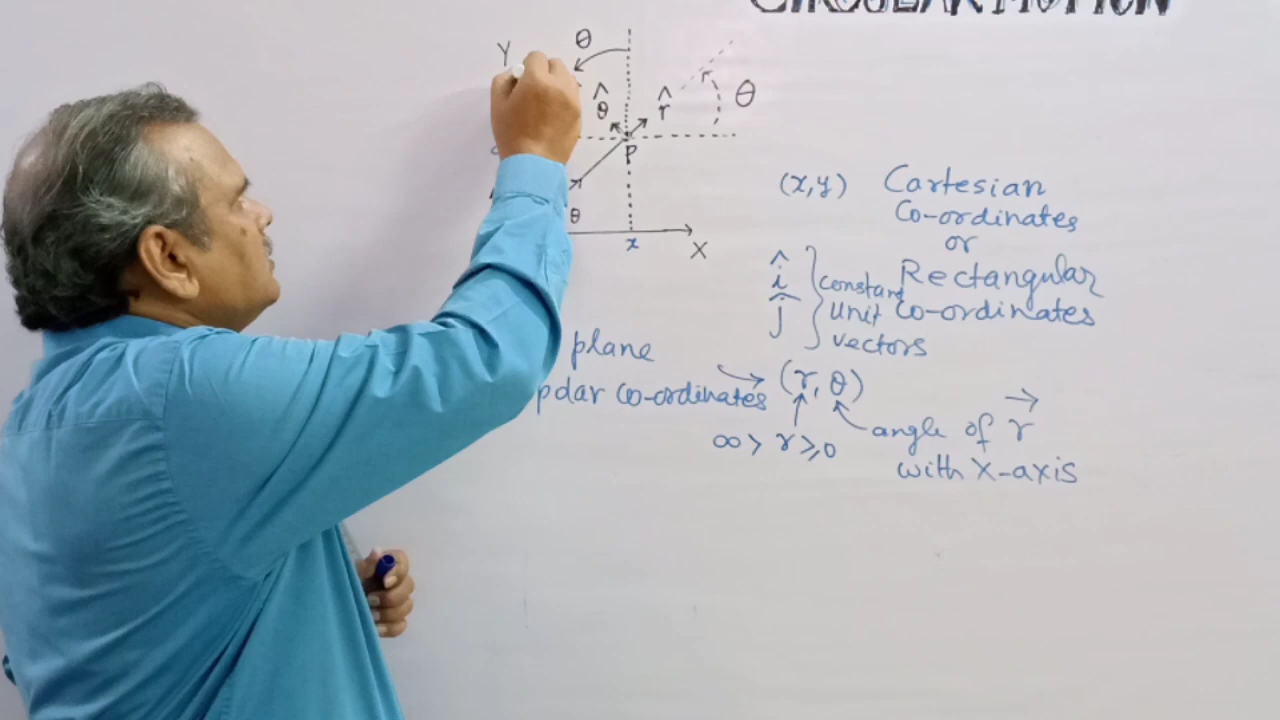 CIRCULAR MOTION
Y
θ
θ̂
r̂
θ
P
θ
x
X
(x,y) Cartesian
Co-ordinates
or
î Rectangular
ĵ constant Unit vectors Co-ordinates
plane
polar Co-ordinates → (r, θ)
∞ > r ≥ 0
angle of r⃗
with X-axis